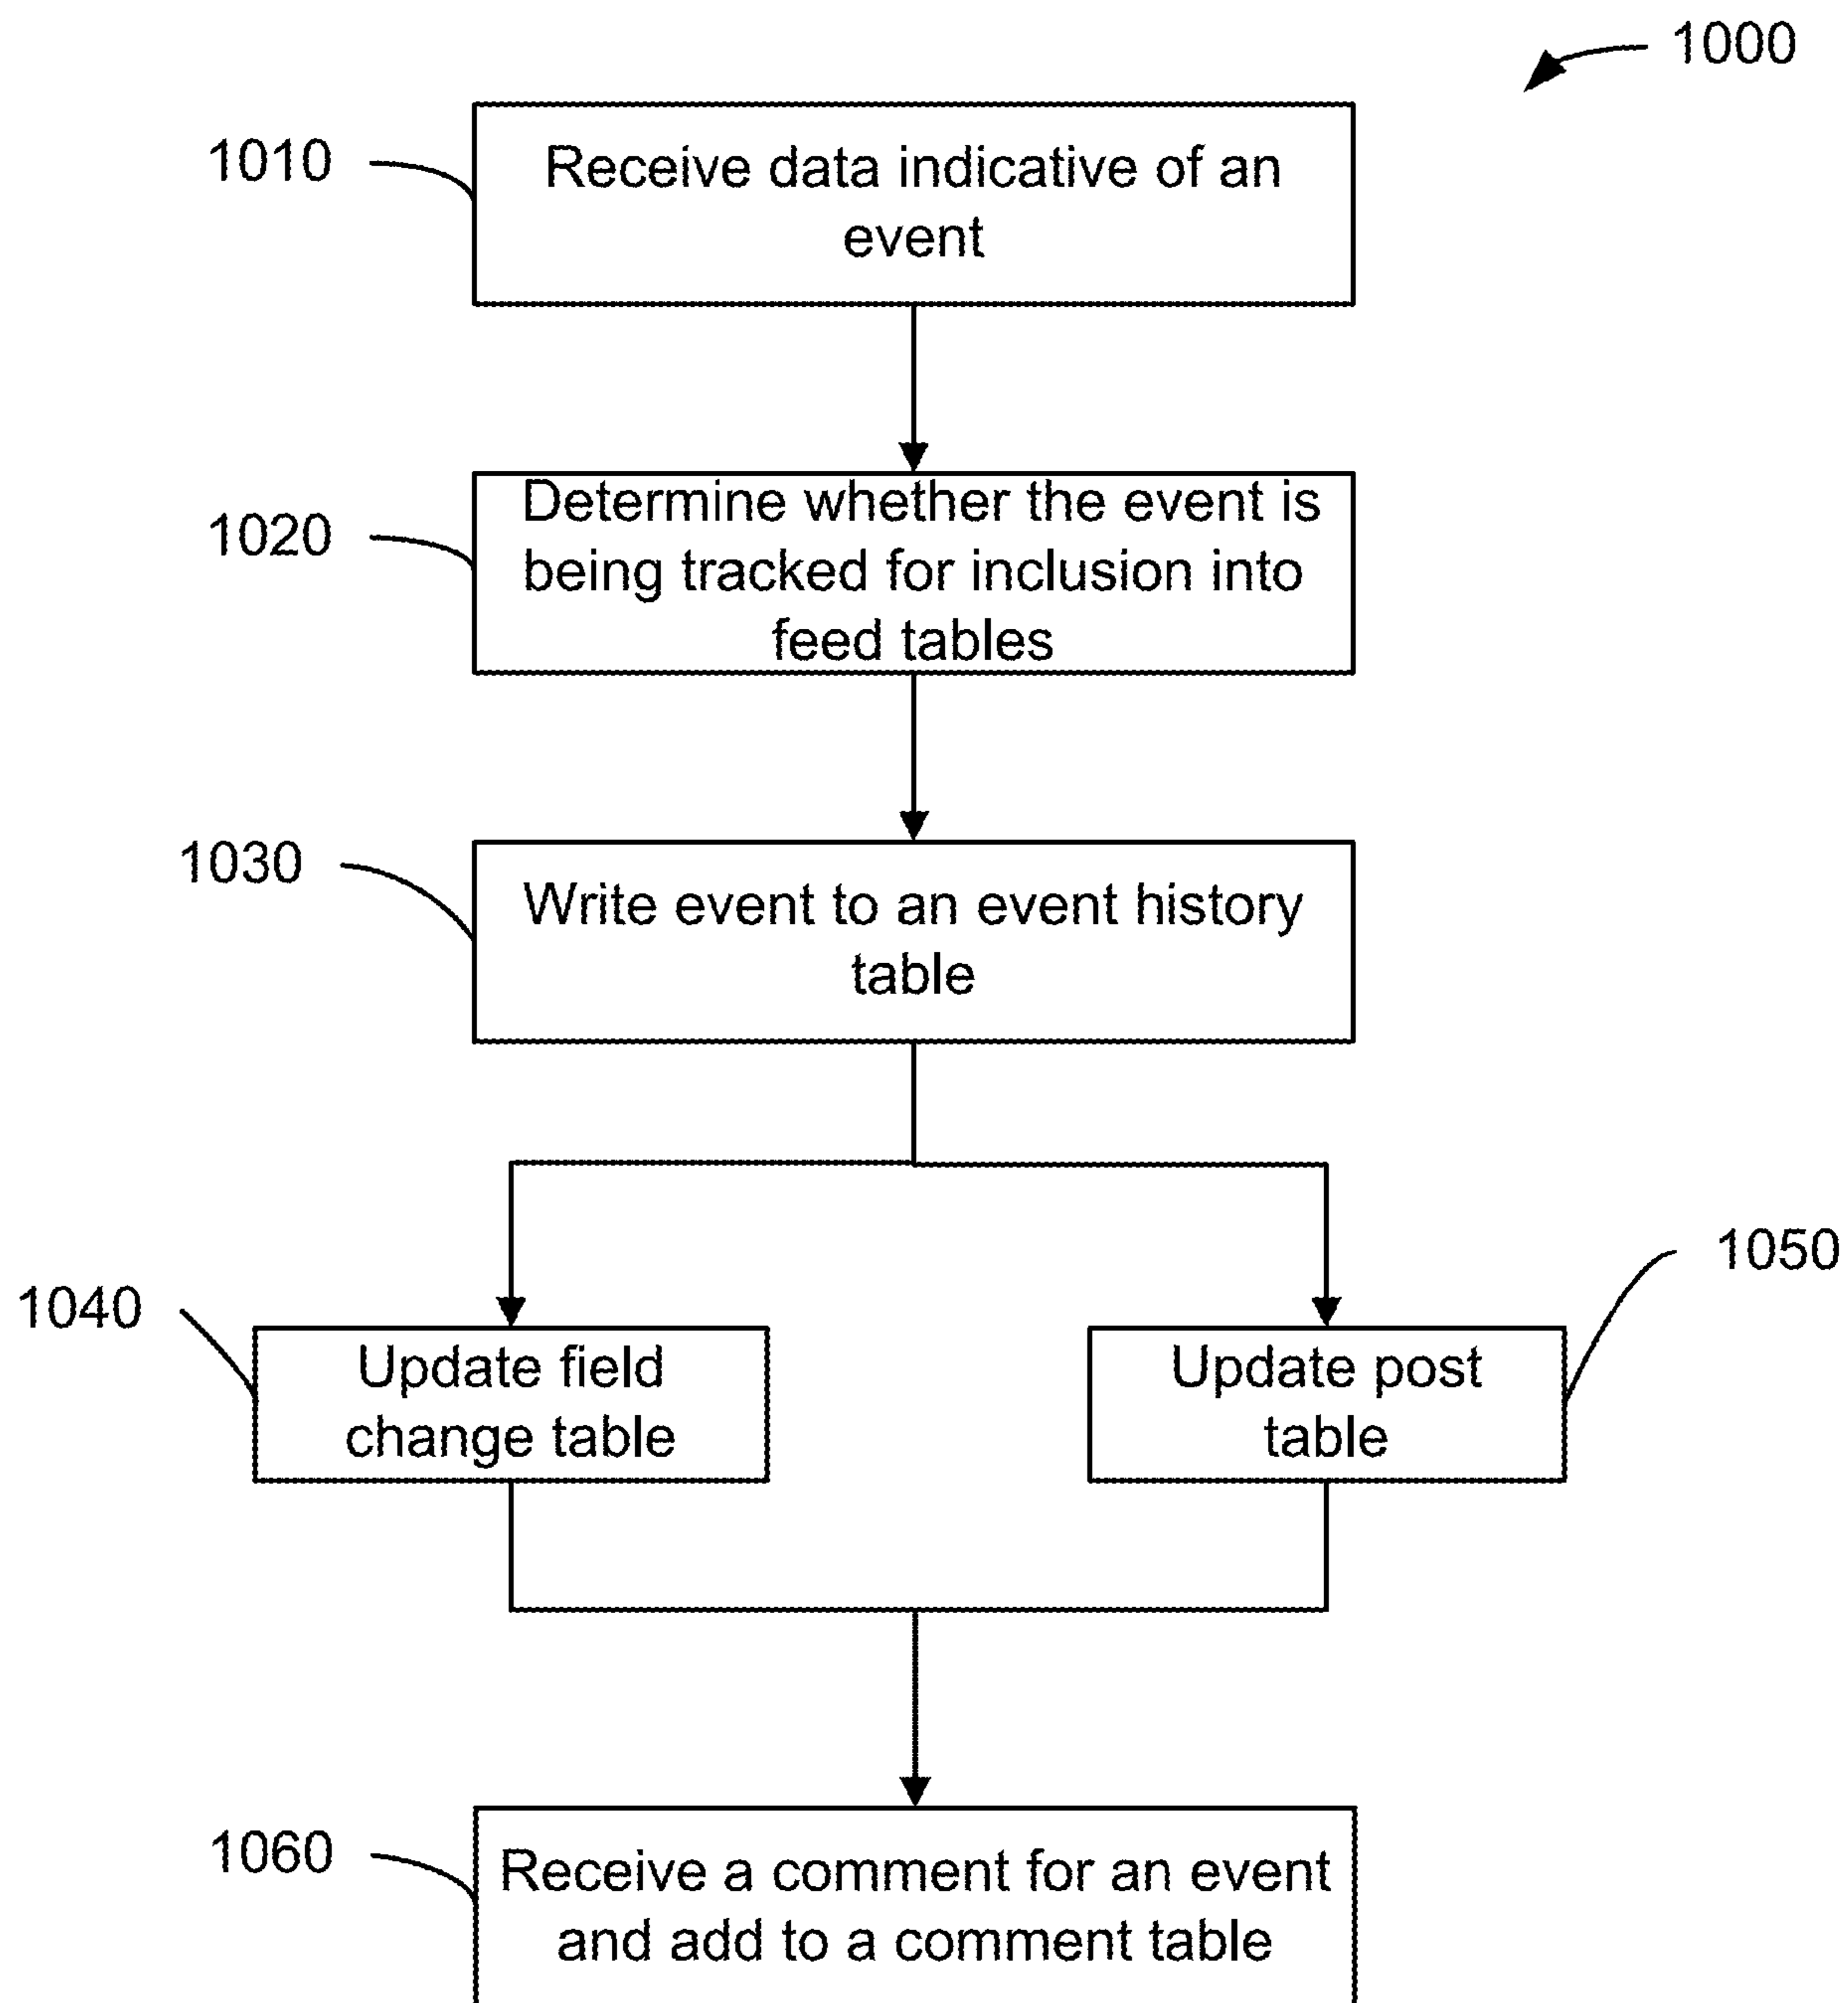 1000
1010
Receive data indicative of an
event
1020
Determine whether the event is
being tracked for inclusion into
feed tables
1030
Write event to an event history
table
1040
Update field
change table
1050
Update post
table
1060
Receive a comment for an event
and add to a comment table